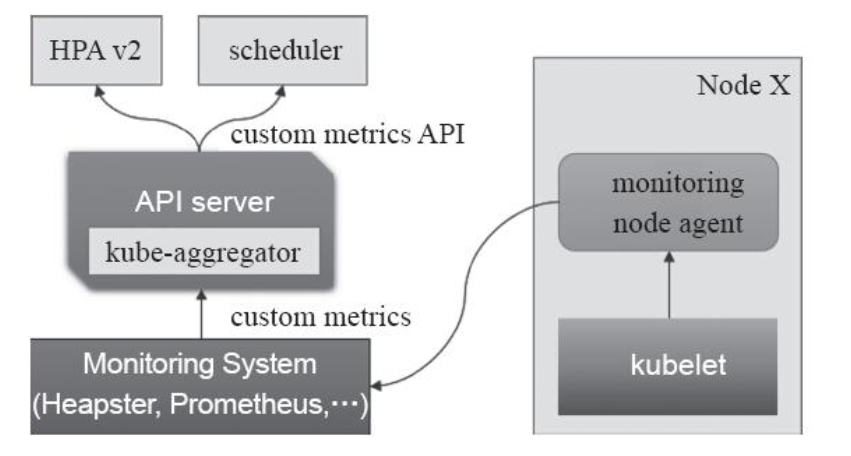 HPA v2
scheduler
custom metrics API
API server
kube-aggregator
custom metrics
Monitoring System
(Heapster, Prometheus,⋯)
Node X
monitoring
node agent
kubelet